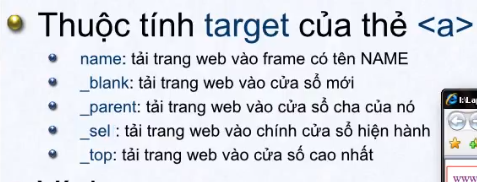 Thuộc tính target của thẻ <a>
name: tải trang web vào frame có tên NAME
_blank: tải trang web vào cửa sổ mới
_parent: tải trang web vào cửa sổ cha của nó
_sel : tải trang web vào chính cửa sổ hiện hành
_top: tải trang web vào cửa số cao nhất
www